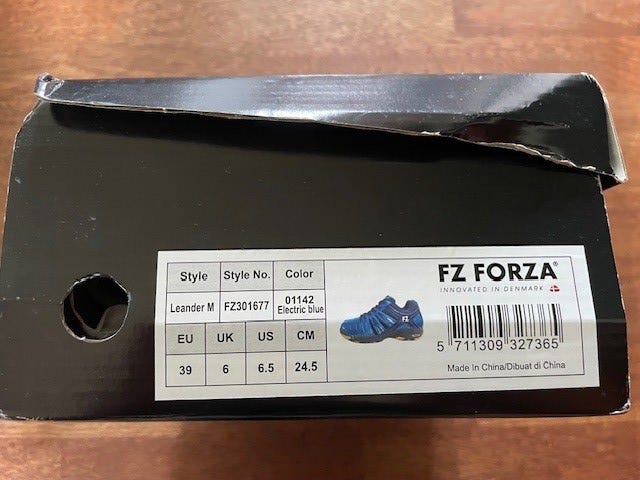 Style Style No. Color
Leander M FZ301677 01142 Electric blue
EU UK US CM
39 6 6.5 24.5
FZ FORZA®
INNOVATED IN DENMARK
FZ
5 711309 327365
Made in China/Dibuat di China